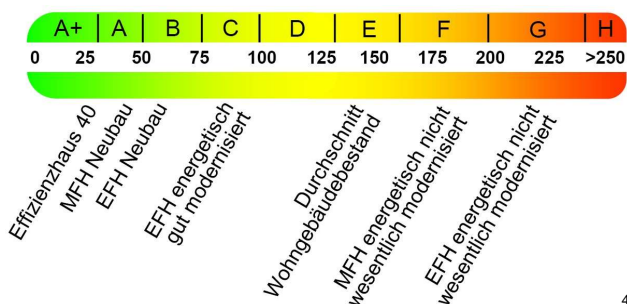 A+ A B C D E F G H
0 25 50 75 100 125 150 175 200 225 >250
Effizienzhaus 40
MFH Neubau
EFH Neubau
EFH energetisch
gut modernisiert
Durchschnitt
Wohngebäudebestand
MFH energetisch nicht
wesentlich modernisiert
EFH energetisch nicht
wesentlich modernisiert